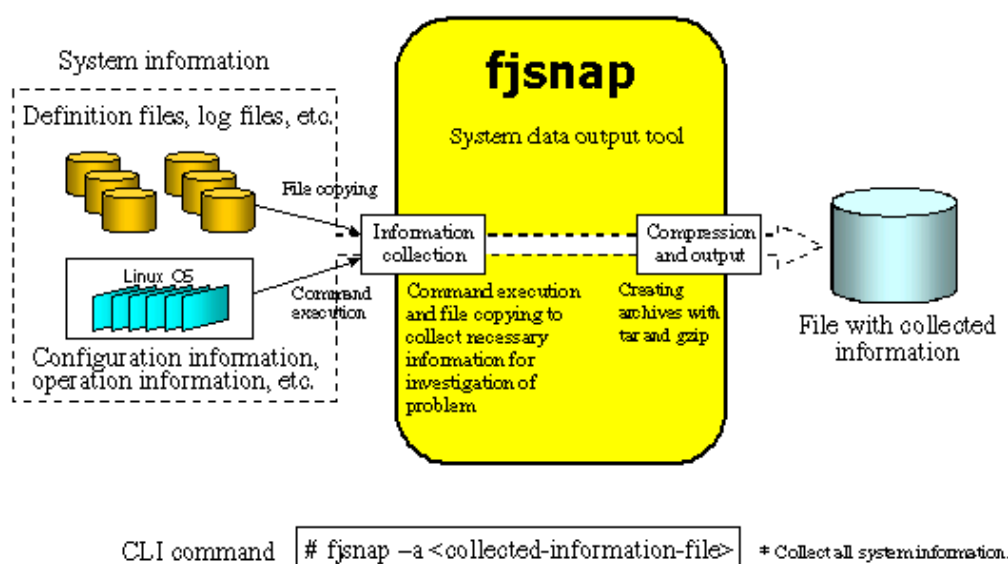 System information
Definition files, log files, etc.
File copying
Linux OS
Command
execution
Configuration information,
operation information, etc.
fjsnap
System data output tool
Information
collection
Compression
and output
Command execution
and file copying to
collect necessary
information for
investigation of
problem
Creating
archives with
tar and gzip
File with collected
information
CLI command
# fjsnap –a <collected-information-file>
* Collect all system information.